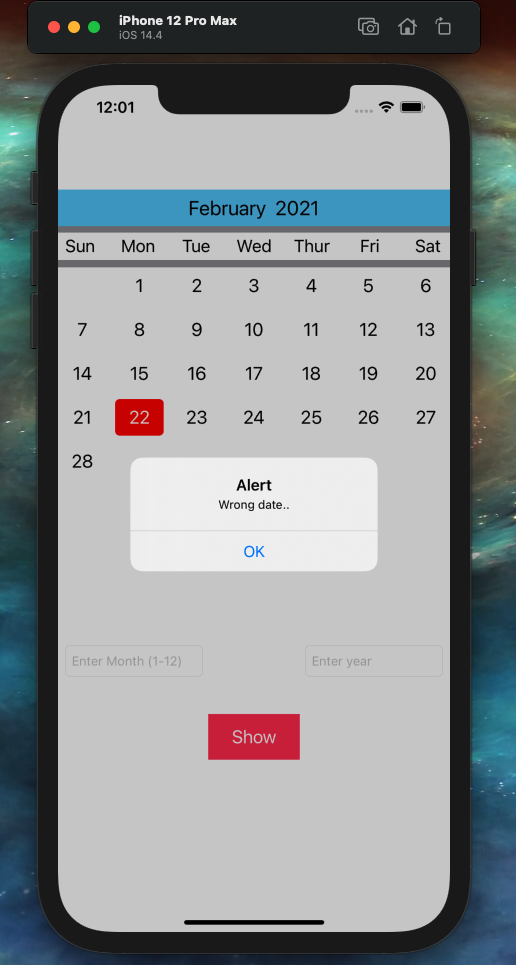 iPhone 12 Pro Max
iOS 14.4
12:01
February 2021
Sun Mon Tue Wed Thur Fri Sat
1 2 3 4 5 6
7 8 9 10 11 12 13
14 15 16 17 18 19 20
21 22 23 24 25 26 27
28
Alert
Wrong date..
OK
Enter Month (1-12) Enter year
Show